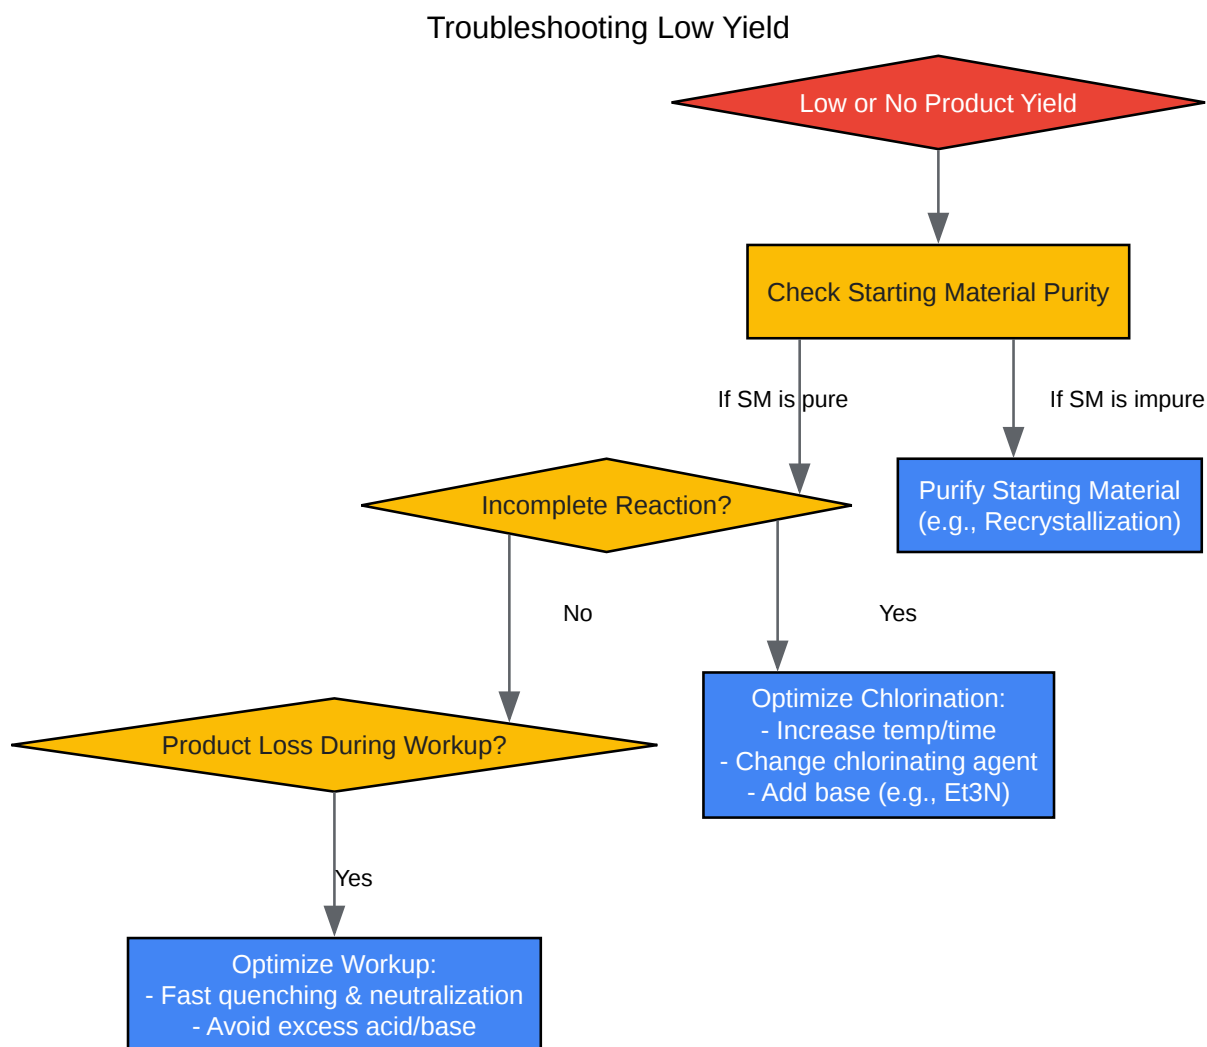 Troubleshooting Low Yield
Low or No Product Yield
Check Starting Material Purity
If SM is pure
If SM is impure
Incomplete Reaction?
Purify Starting Material
(e.g., Recrystallization)
No
Yes
Product Loss During Workup?
Optimize Chlorination:
- Increase temp/time
- Change chlorinating agent
- Add base (e.g., Et3N)
Yes
Optimize Workup:
- Fast quenching & neutralization
- Avoid excess acid/base